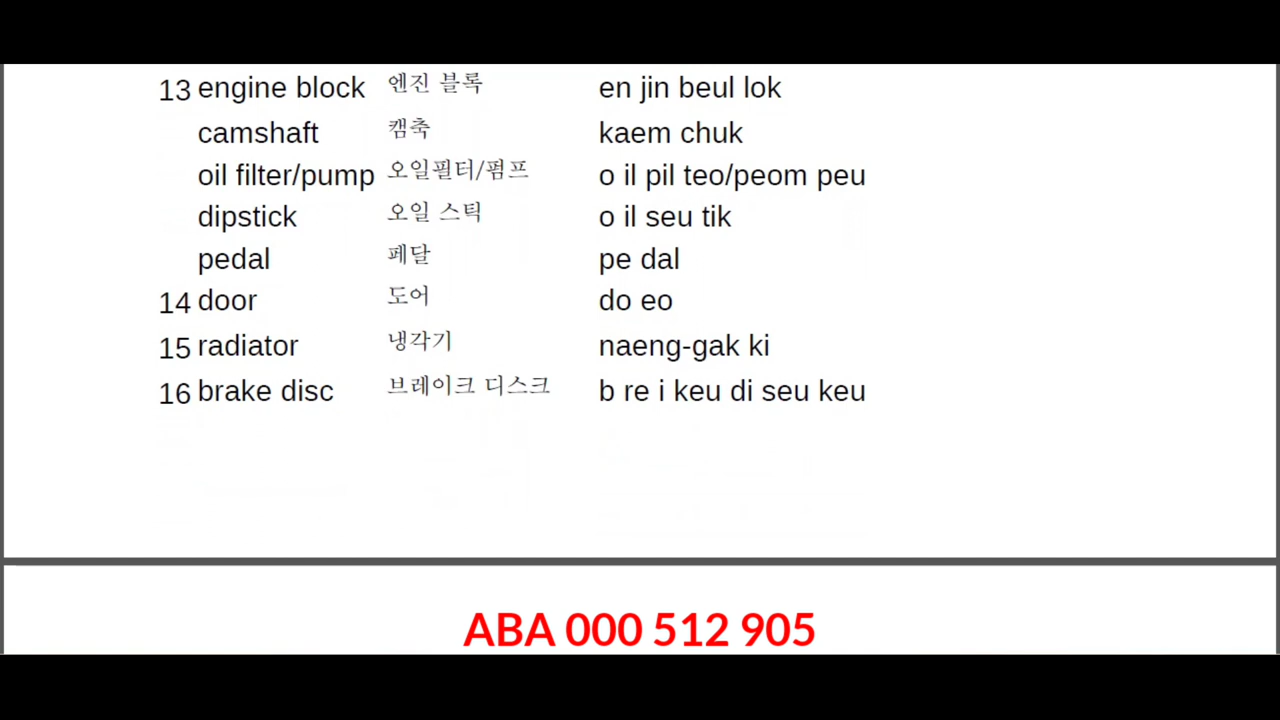 13 engine block 엔진 블록 en jin beul lok
camshaft 캠축 kaem chuk
oil filter/pump 오일필터/펌프 o il pil teo/peom peu
dipstick 오일 스틱 o il seu tik
pedal 페달 pe dal
14 door 도어 do eo
15 radiator 냉각기 naeng-gak ki
16 brake disc 브레이크 디스크 b re i keu di seu keu
ABA 000 512 905